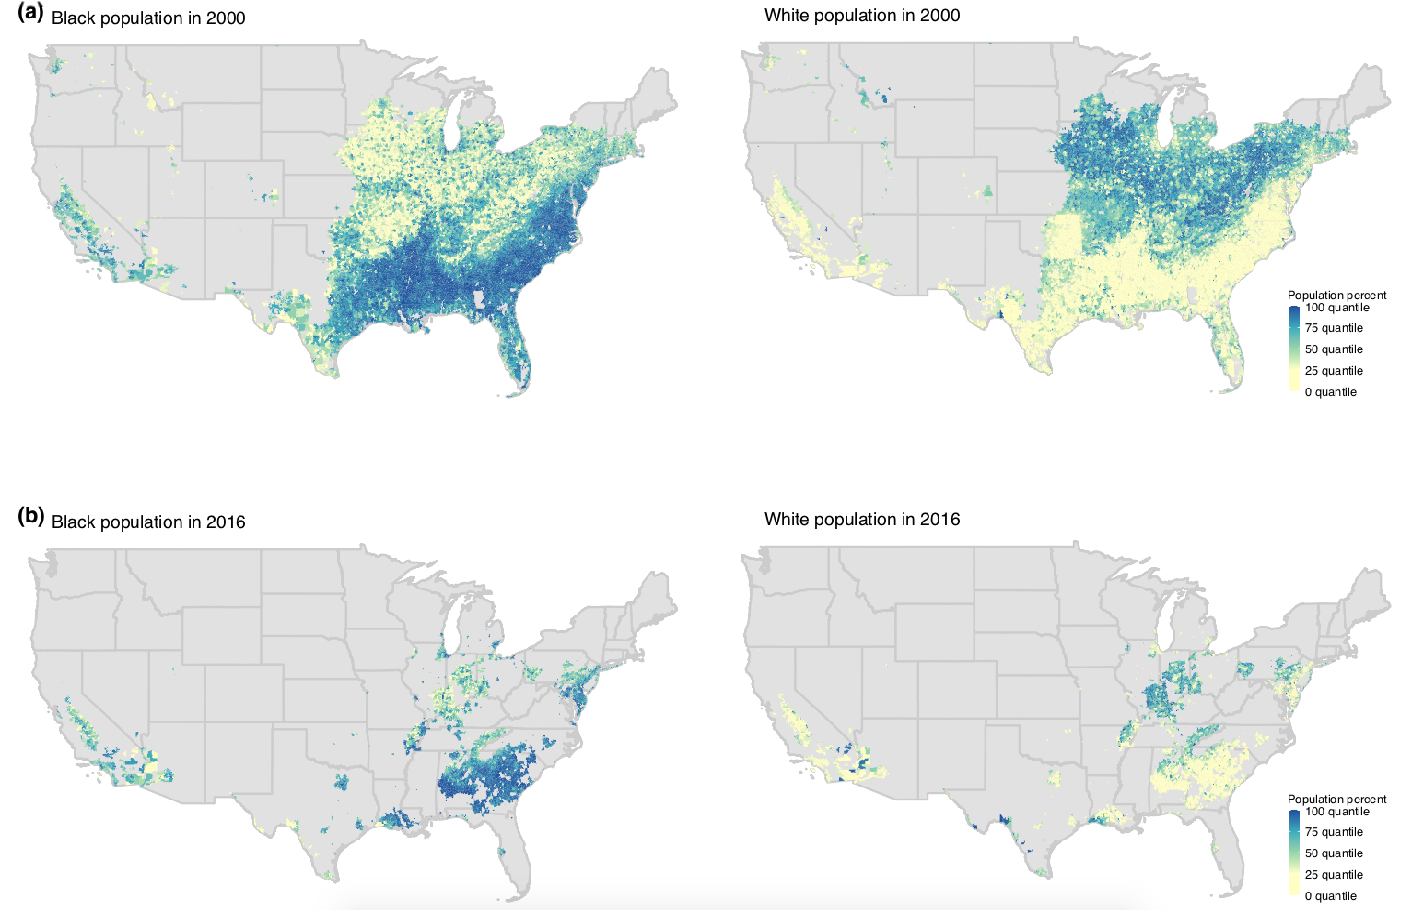 (a) Black population in 2000
White population in 2000
Population percent
100 quantile
75 quantile
50 quantile
25 quantile
0 quantile
(b) Black population in 2016
White population in 2016
Population percent
100 quantile
75 quantile
50 quantile
25 quantile
0 quantile